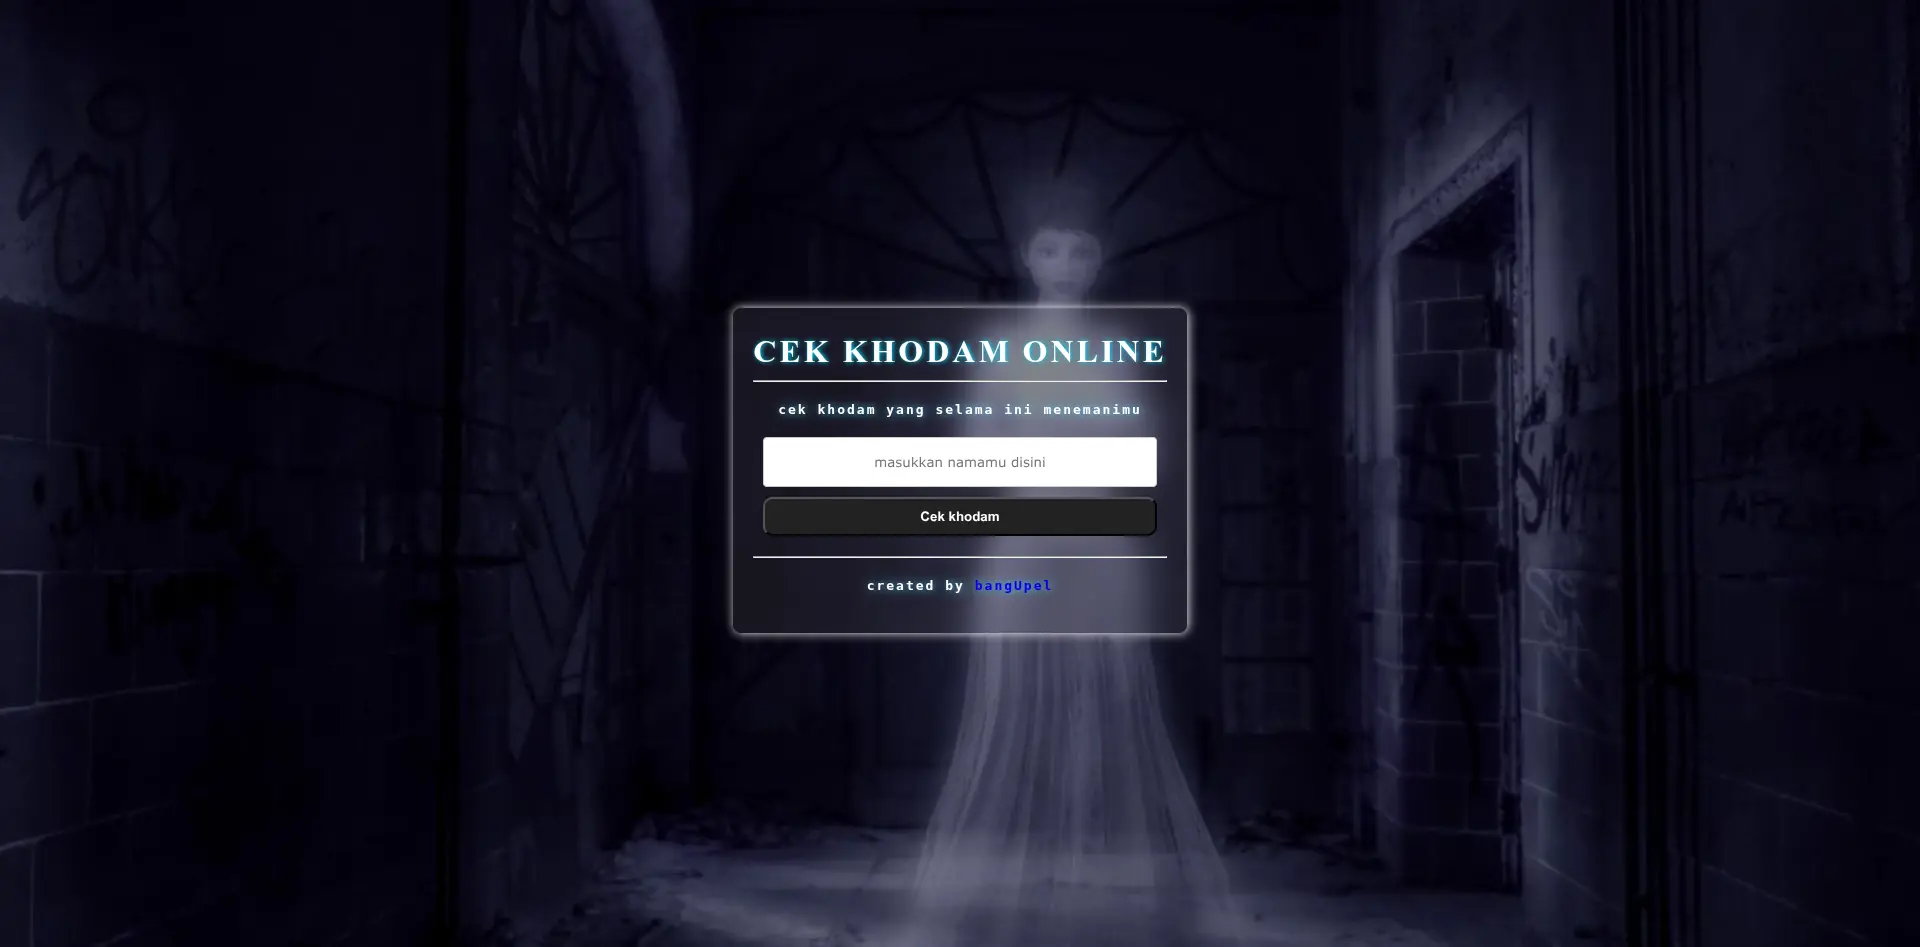 CEK KHODAM ONLINE
cek khodam yang selama ini menemanimu
masukkan namamu disini
Cek khodam
created by bangUpel